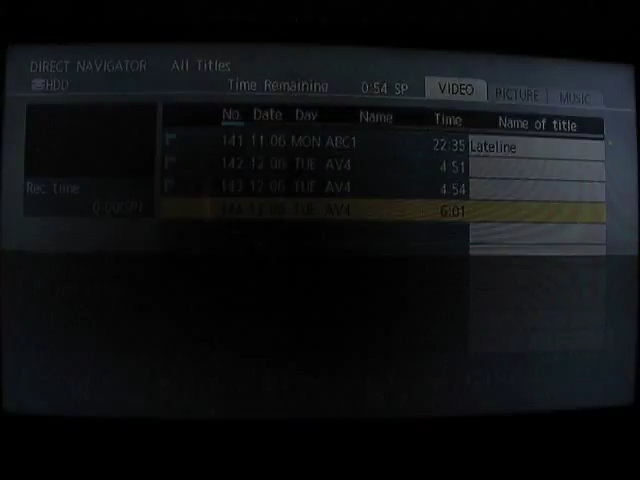 DIRECT NAVIGATOR All Titles
HDD
Time Remaining 0:54 SP VIDEO PICTURE MUSIC
No. Date Day Name Time Name of title
141 11.06 MON ABC1 22:35 Lateline
142 12.06 TUE AV4 4:51
143 12.06 TUE AV4 4:54
144 12.06 TUE AV4 6:01
Rec time